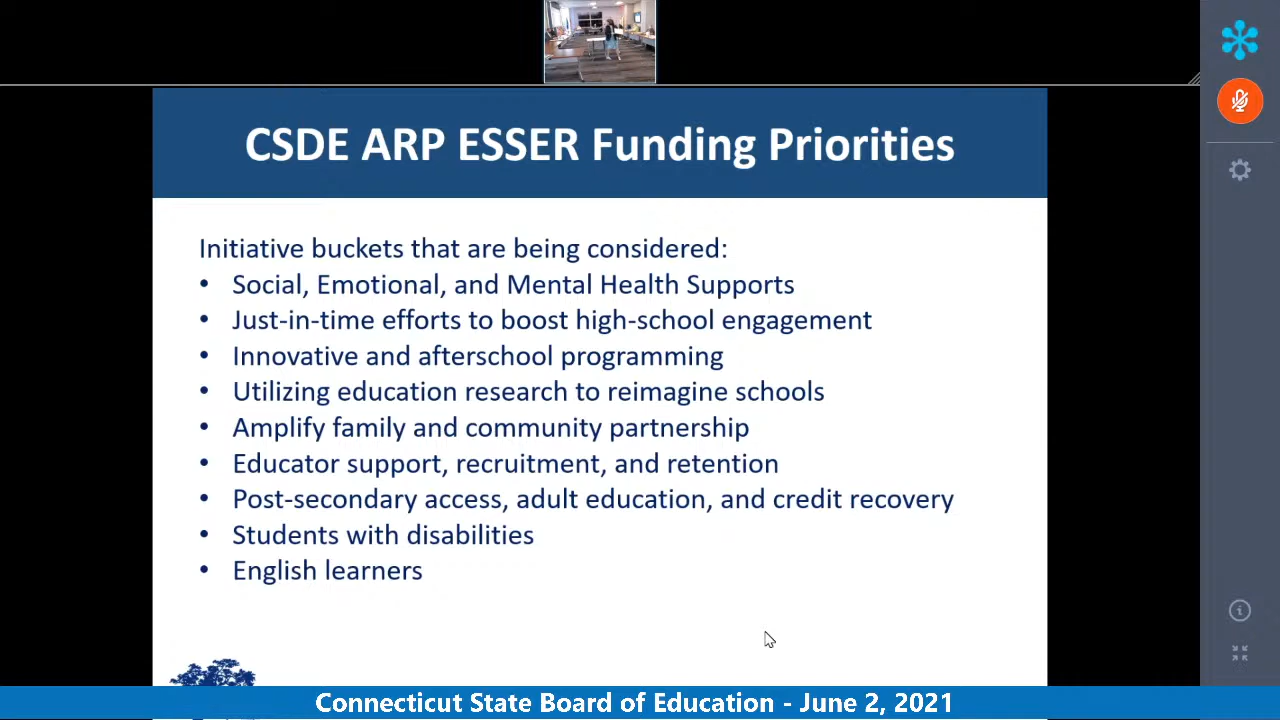 CSDE ARP ESSER Funding Priorities
Initiative buckets that are being considered:
• Social, Emotional, and Mental Health Supports
• Just-in-time efforts to boost high-school engagement
• Innovative and afterschool programming
• Utilizing education research to reimagine schools
• Amplify family and community partnership
• Educator support, recruitment, and retention
• Post-secondary access, adult education, and credit recovery
• Students with disabilities
• English learners
Connecticut State Board of Education - June 2, 2021